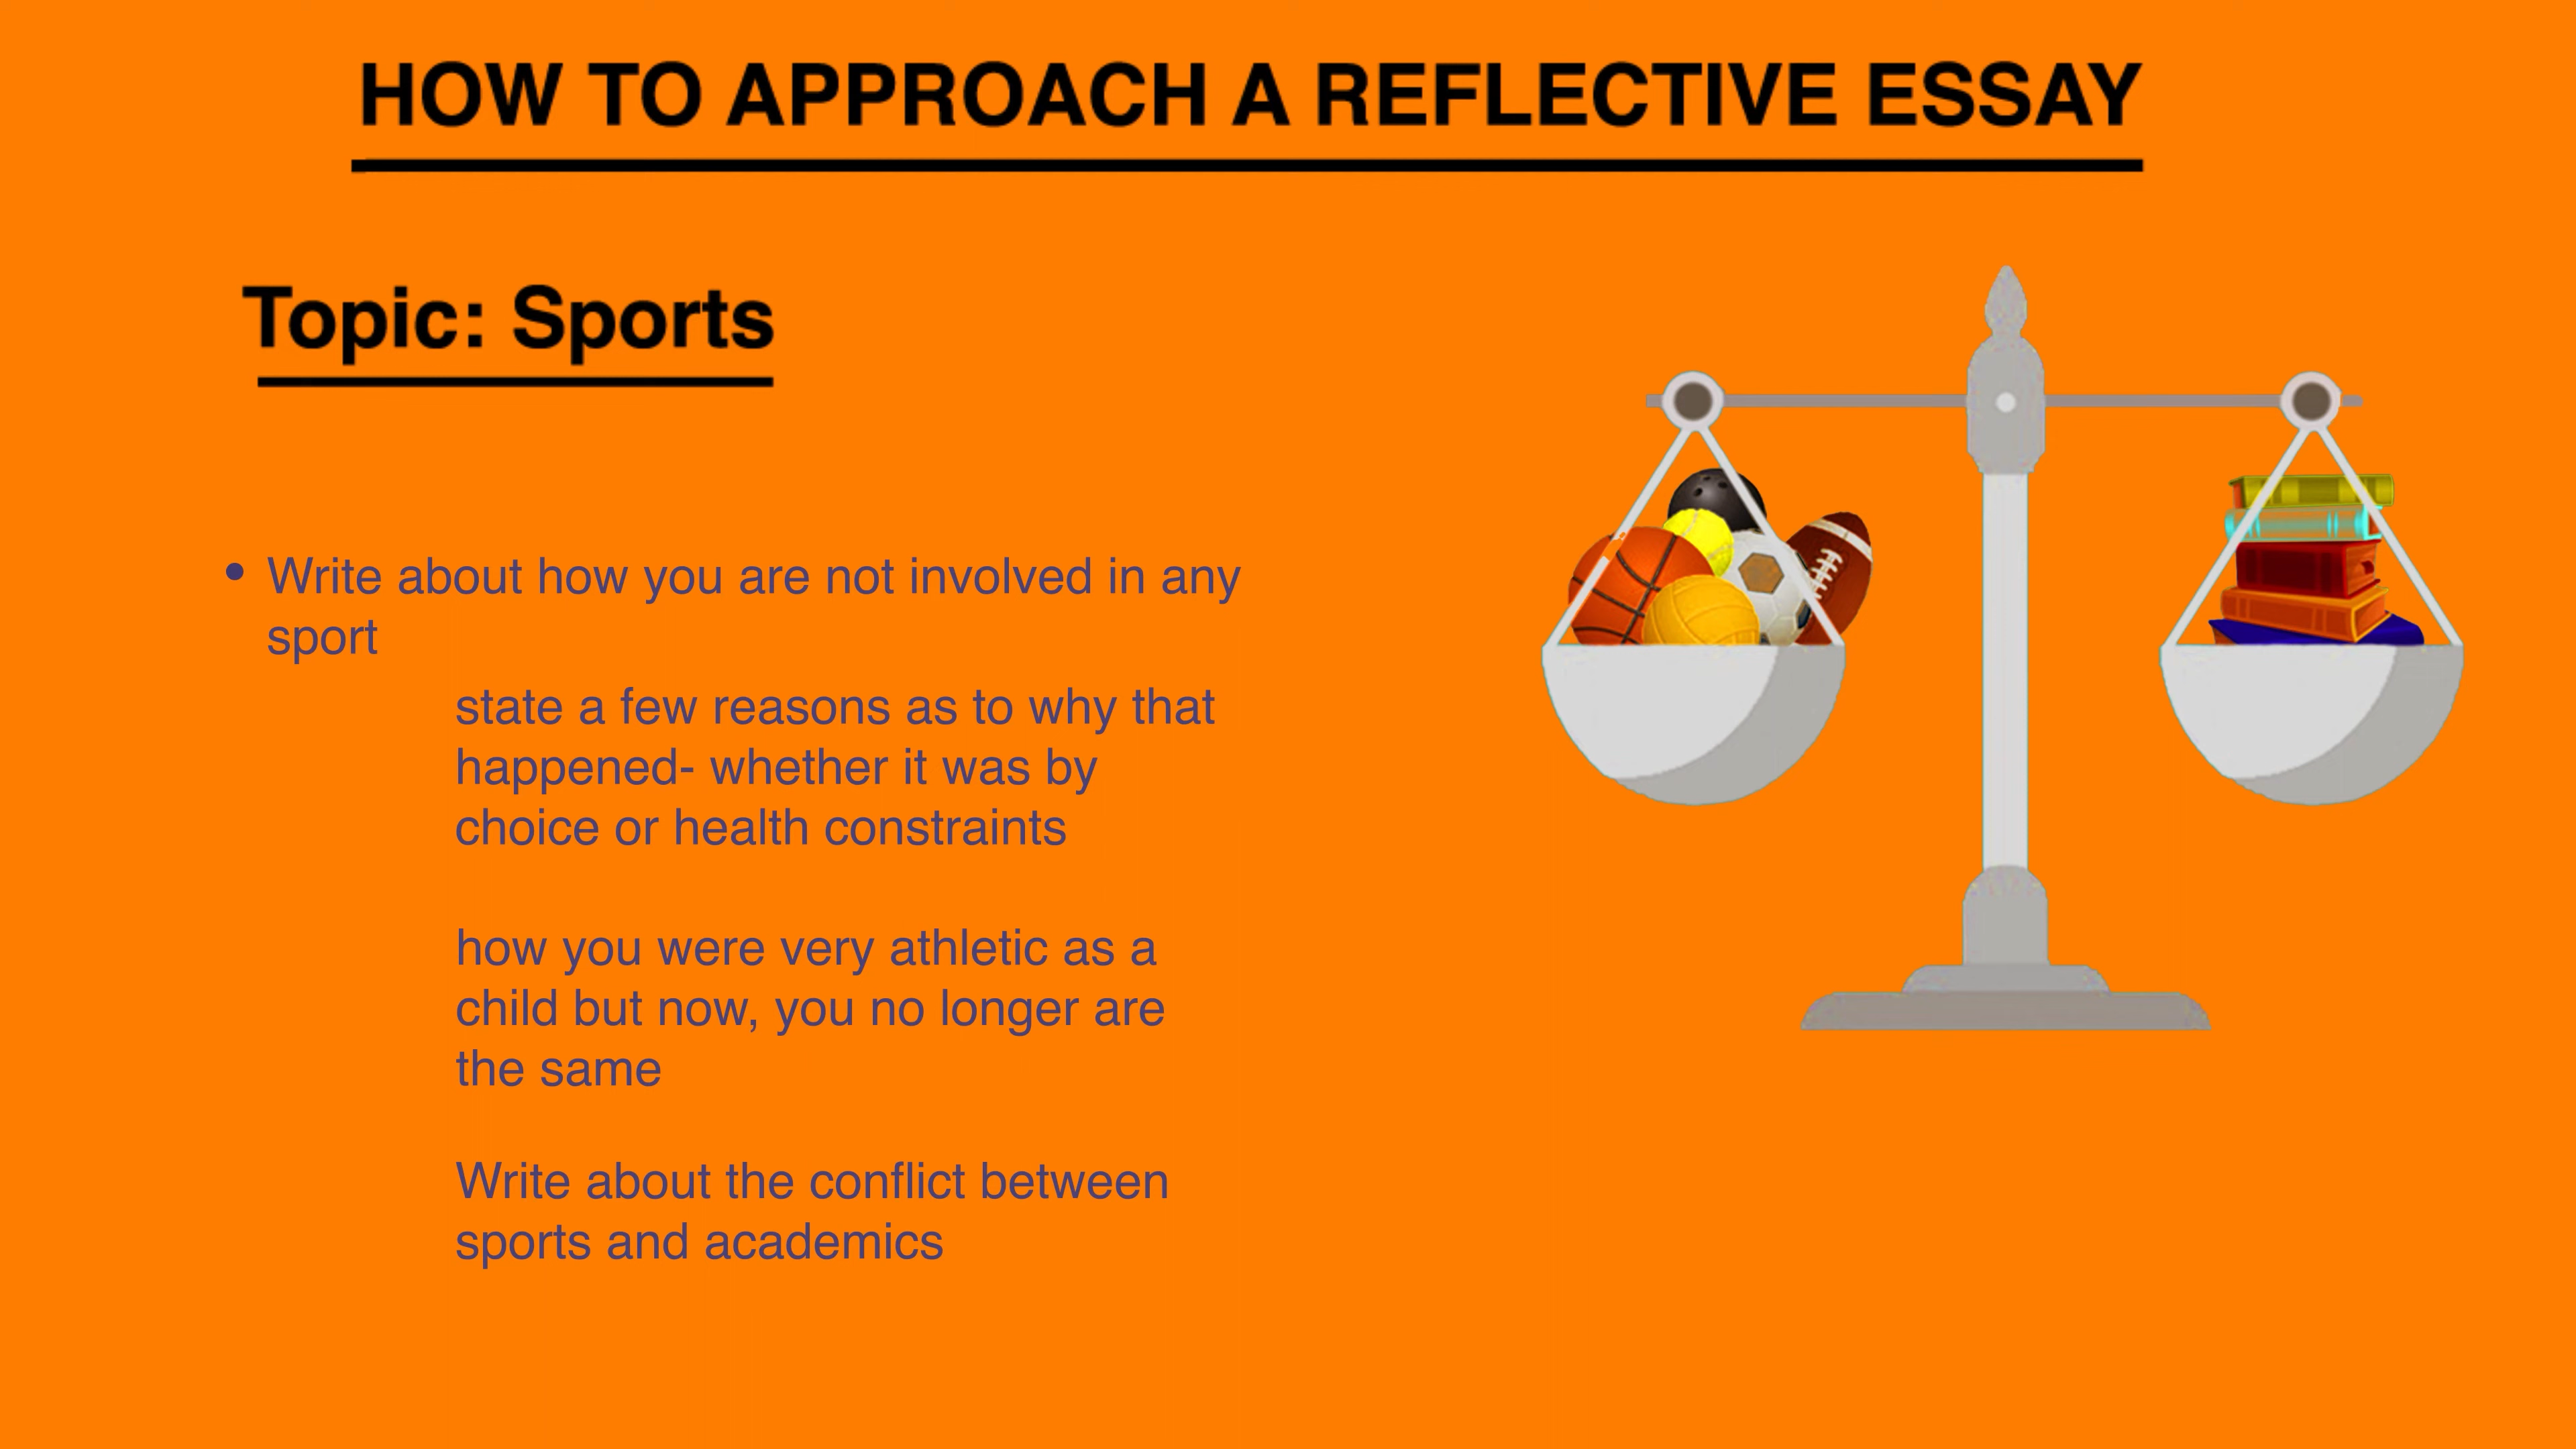 HOW TO APPROACH A REFLECTIVE ESSAY
Topic: Sports
• Write about how you are not involved in any
sport
state a few reasons as to why that
happened- whether it was by
choice or health constraints
how you were very athletic as a
child but now, you no longer are
the same
Write about the conflict between
sports and academics